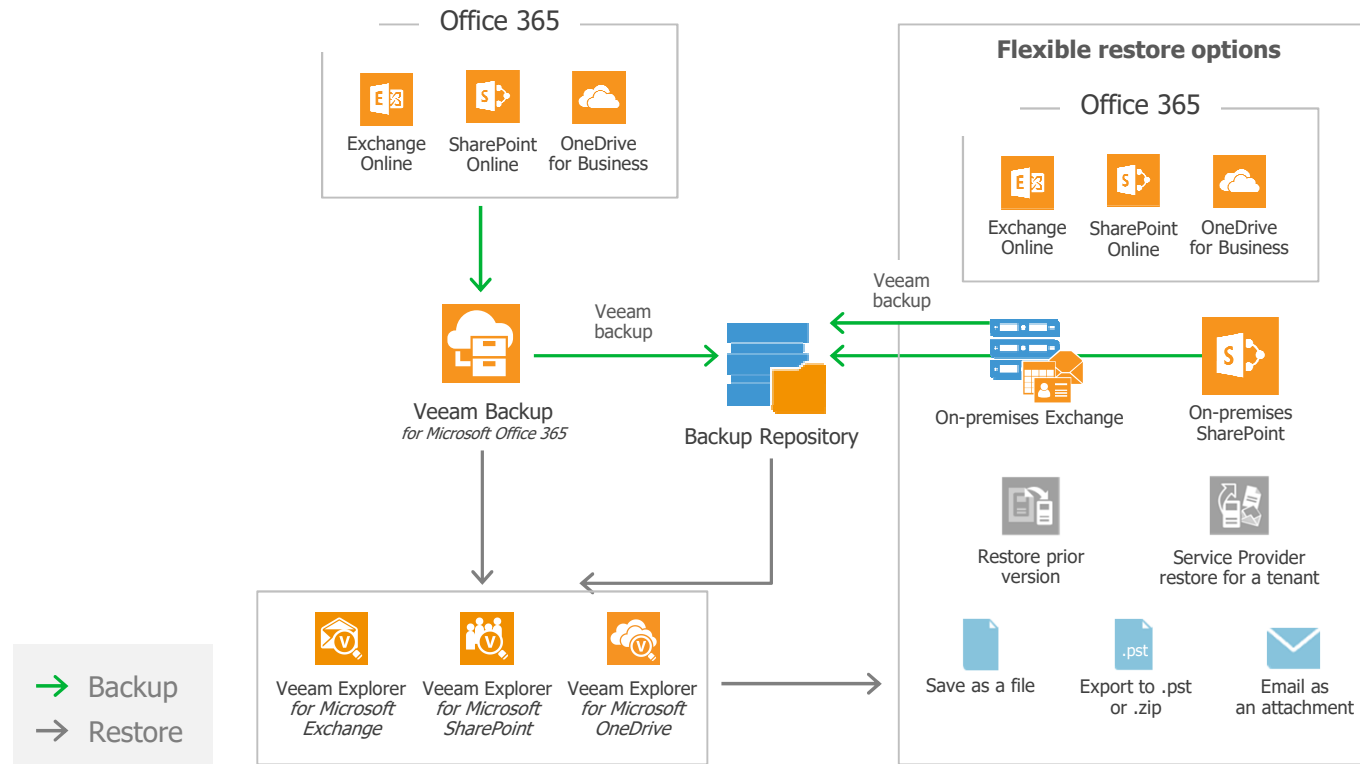 Office 365
Exchange
Online
SharePoint
Online
OneDrive
for Business
Veeam Backup
for Microsoft Office 365
Veeam
backup
Backup Repository
Veeam
backup
Flexible restore options
Office 365
Exchange
Online
SharePoint
Online
OneDrive
for Business
On-premises Exchange
On-premises
SharePoint
Restore prior
version
Service Provider
restore for a tenant
Save as a file
.pst
Export to .pst
or .zip
Email as
an attachment
Veeam Explorer
for Microsoft
Exchange
Veeam Explorer
for Microsoft
SharePoint
Veeam Explorer
for Microsoft
OneDrive
Backup
Restore